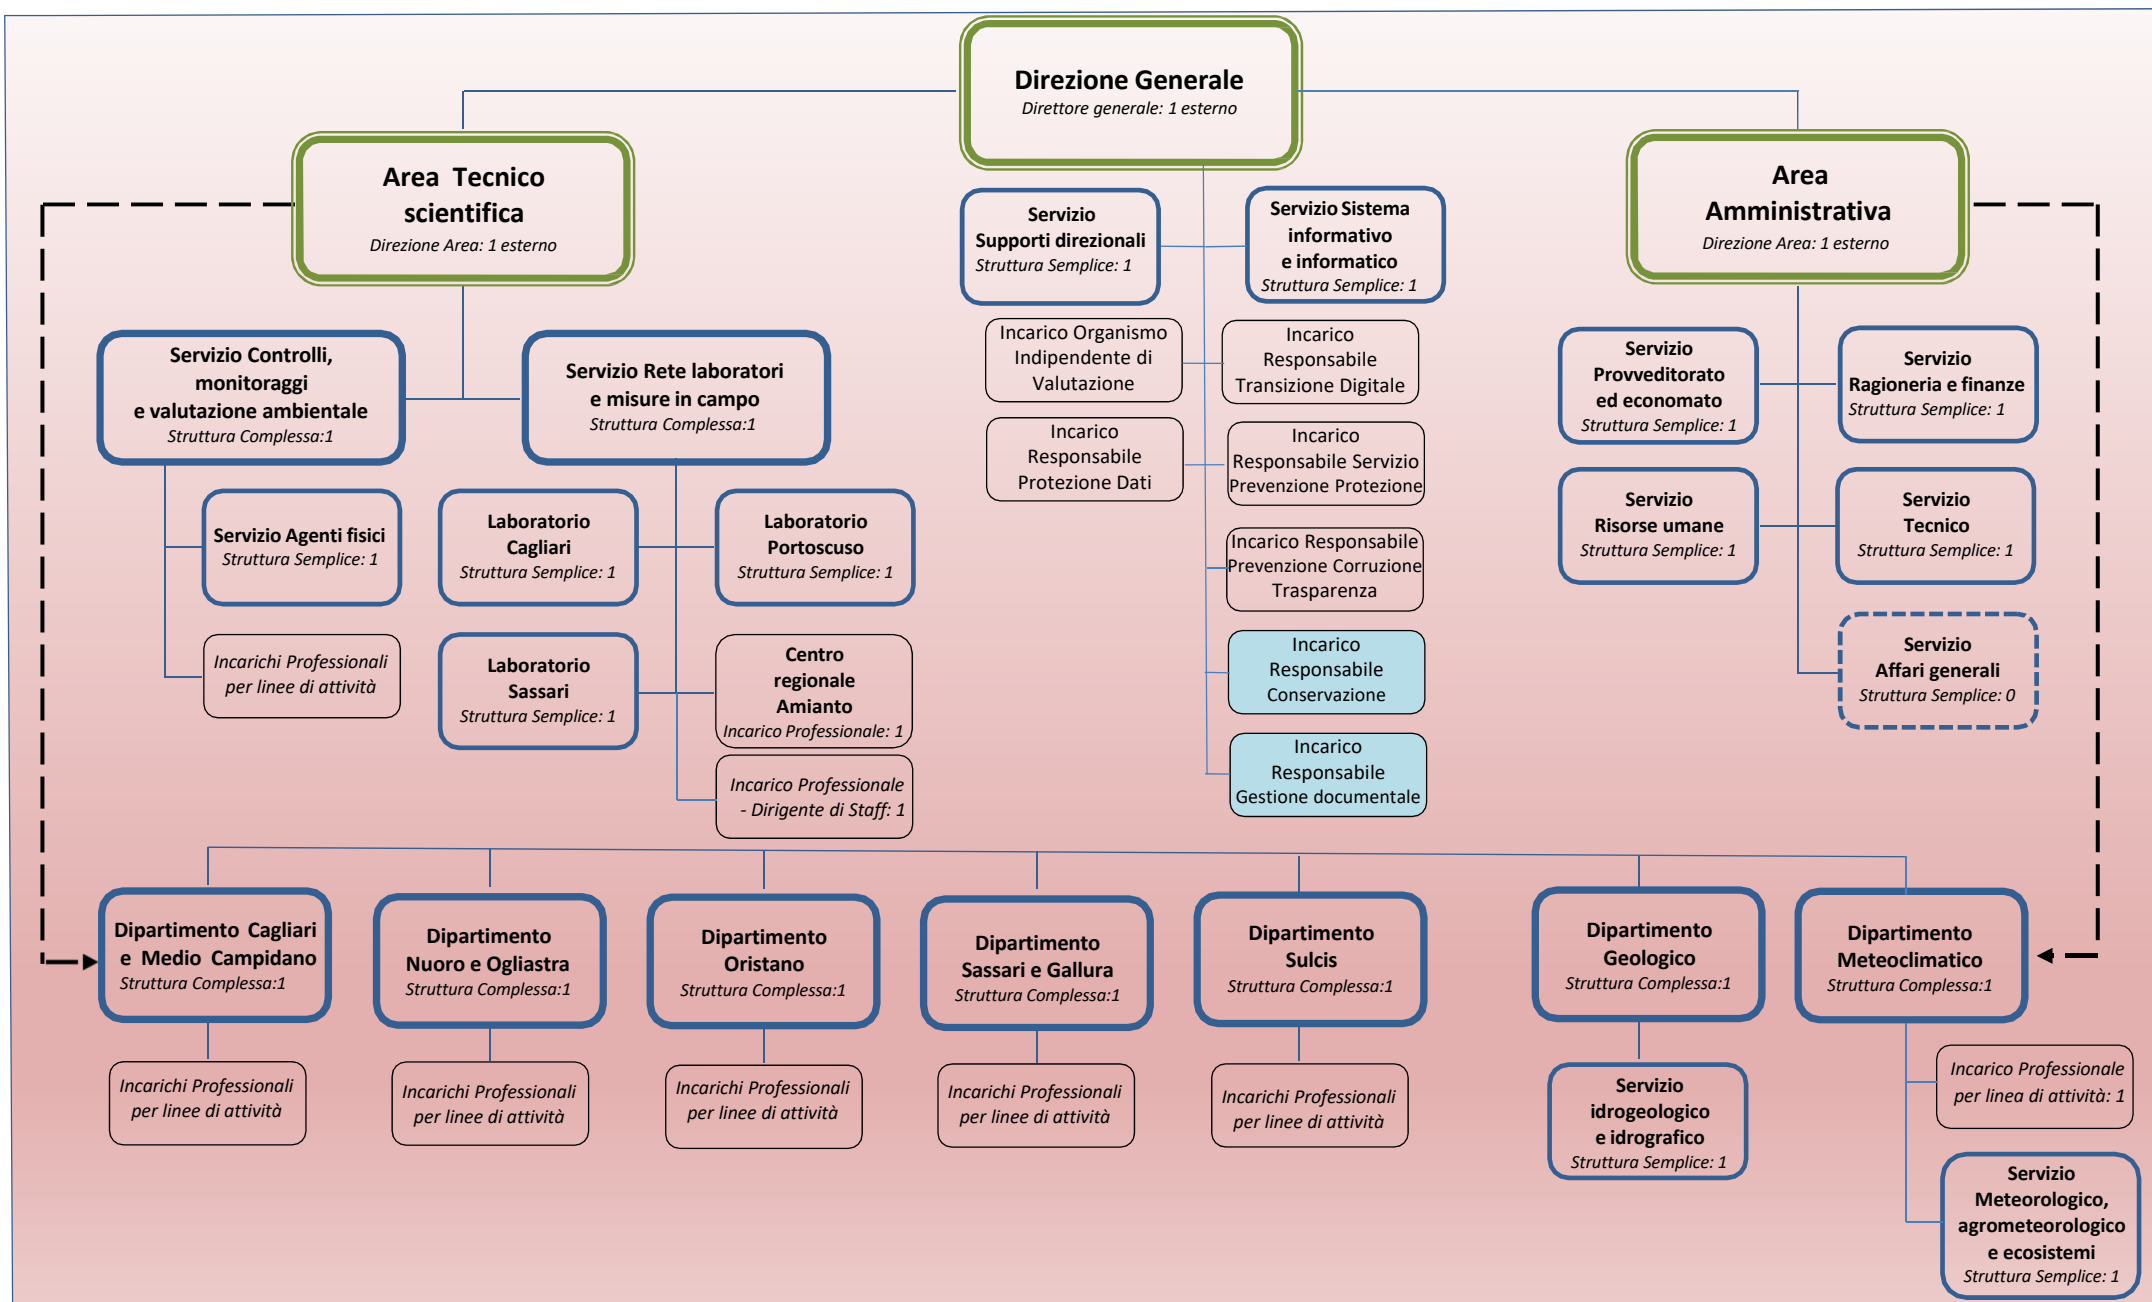 Direzione Generale
Direttore generale: 1 esterno
Area Tecnico
scientifica
Direzione Area: 1 esterno
Area
Amministrativa
Direzione Area: 1 esterno
Servizio
Supporti direzionali
Struttura Semplice: 1
Servizio Sistema
informativo
e informatico
Struttura Semplice: 1
Incarico Organismo
Indipendente di
Valutazione
Incarico
Responsabile
Transizione Digitale
Incarico
Responsabile
Protezione Dati
Incarico
Responsabile Servizio
Prevenzione Protezione
Incarico Responsabile
Prevenzione Corruzione
Trasparenza
Incarico
Responsabile
Conservazione
Incarico
Responsabile
Gestione documentale
Servizio Controlli,
monitoraggi
e valutazione ambientale
Struttura Complessa:1
Servizio Rete laboratori
e misure in campo
Struttura Complessa:1
Servizio Agenti fisici
Struttura Semplice: 1
Incarichi Professionali
per linee di attività
Laboratorio
Cagliari
Struttura Semplice: 1
Laboratorio
Portoscuso
Struttura Semplice: 1
Laboratorio
Sassari
Struttura Semplice: 1
Centro
regionale
Amianto
Incarico Professionale: 1
Incarico Professionale
- Dirigente di Staff: 1
Servizio
Provveditorato
ed economato
Struttura Semplice: 1
Servizio
Ragioneria e finanze
Struttura Semplice: 1
Servizio
Risorse umane
Struttura Semplice: 1
Servizio
Tecnico
Struttura Semplice: 1
Servizio
Affari generali
Struttura Semplice: 0
Dipartimento Cagliari
e Medio Campidano
Struttura Complessa:1
Dipartimento
Nuoro e Ogliastra
Struttura Complessa:1
Dipartimento
Oristano
Struttura Complessa:1
Dipartimento
Sassari e Gallura
Struttura Complessa:1
Dipartimento
Sulcis
Struttura Complessa:1
Dipartimento
Geologico
Struttura Complessa:1
Dipartimento
Meteoclimatico
Struttura Complessa:1
Incarichi Professionali
per linee di attività
Incarichi Professionali
per linee di attività
Incarichi Professionali
per linee di attività
Incarichi Professionali
per linee di attività
Incarichi Professionali
per linee di attività
Servizio
idrogeologico
e idrografico
Struttura Semplice: 1
Incarico Professionale
per linea di attività: 1
Servizio
Meteorologico,
agrometeorologico
e ecosistemi
Struttura Semplice: 1